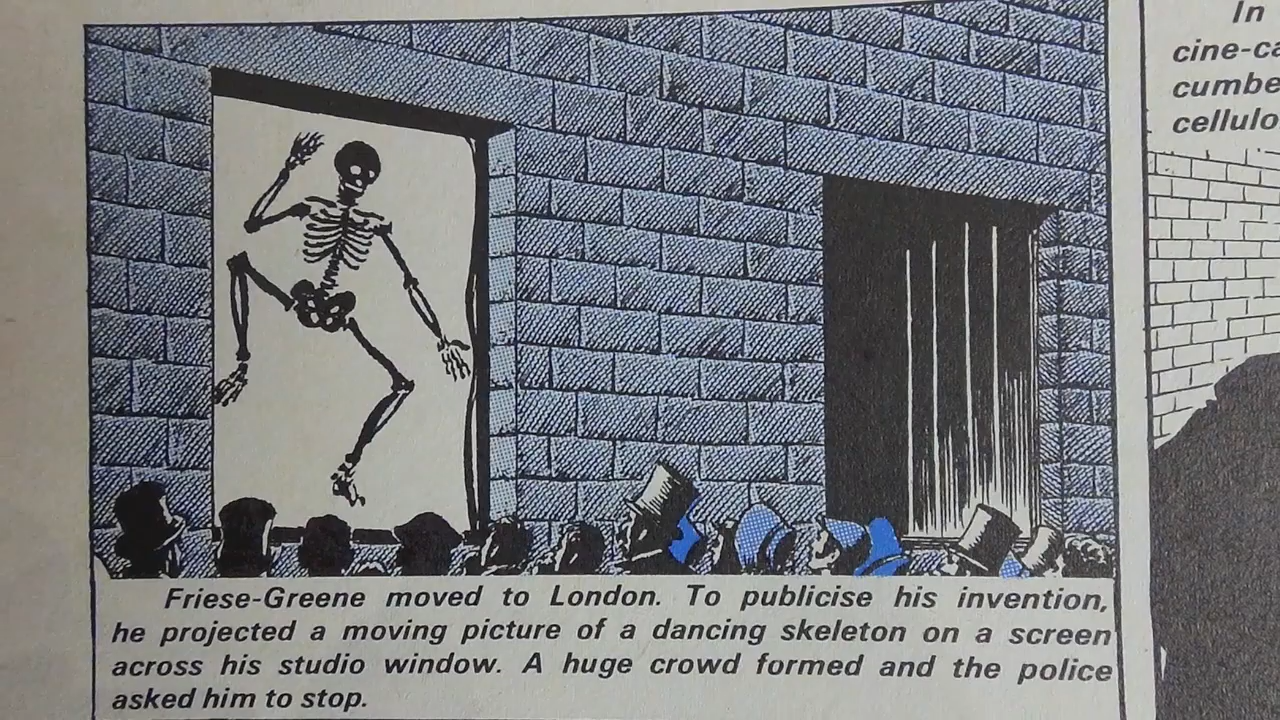 Friese-Greene moved to London. To publicise his invention,
he projected a moving picture of a dancing skeleton on a screen
across his studio window. A huge crowd formed and the police
asked him to stop.
In